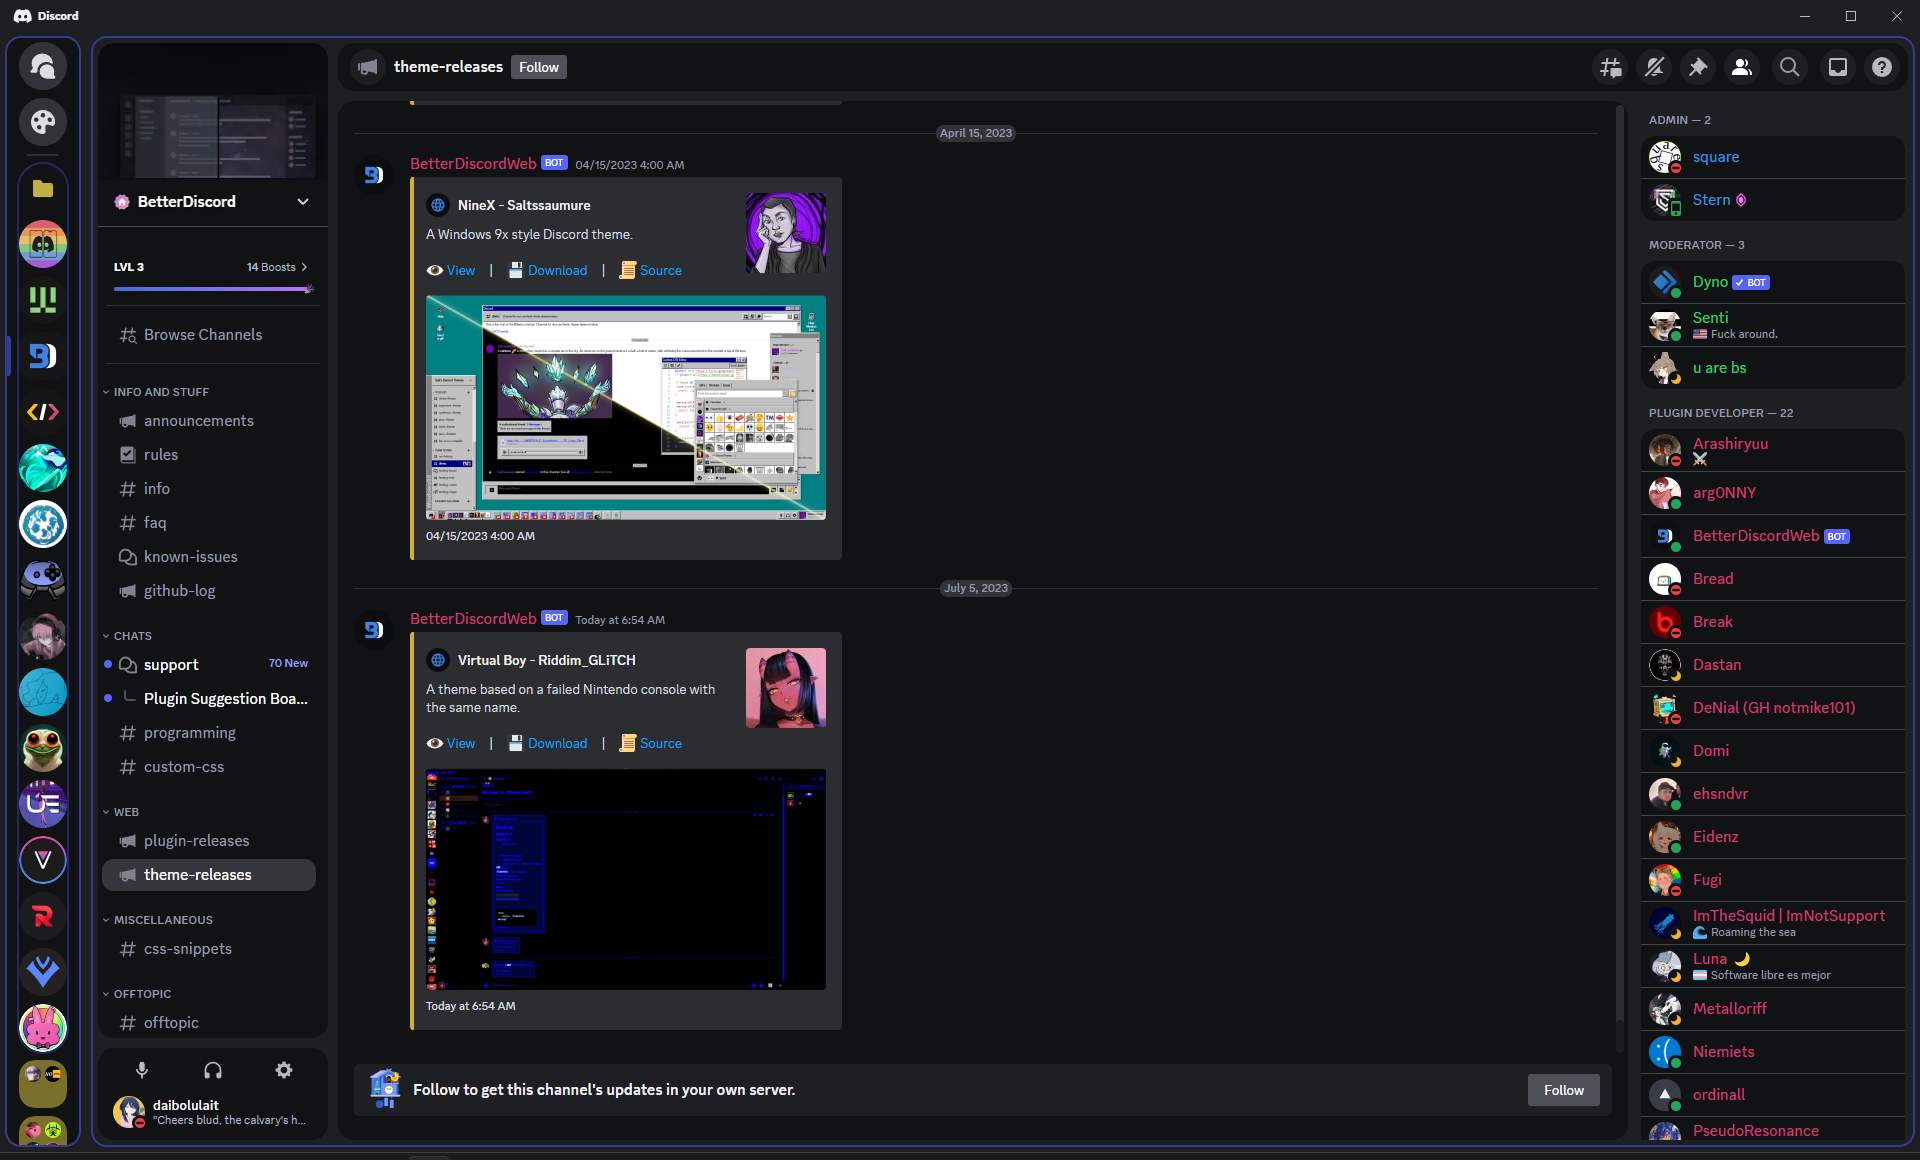 Discord
theme-releases
Follow
BetterDiscord
LVL 3
14 Boosts
Browse Channels
INFO AND STUFF
announcements
rules
info
faq
known-issues
github-log
CHATS
support
70 New
Plugin Suggestion Boa...
programming
custom-css
WEB
plugin-releases
theme-releases
MISCELLANEOUS
css-snippets
OFFTOPIC
offtopic
daibolulait
"Cheers blud, the calvary's h...
April 15, 2023
BetterDiscordWeb BOT 04/15/2023 4:00 AM
NineX - Saltssaumure
A Windows 9x style Discord theme.
View | Download | Source
04/15/2023 4:00 AM
July 5, 2023
BetterDiscordWeb BOT Today at 6:54 AM
Virtual Boy - Riddim_GLiTCH
A theme based on a failed Nintendo console with
the same name.
View | Download | Source
Today at 6:54 AM
Follow to get this channel's updates in your own server.
Follow
ADMIN — 2
square
Stern
MODERATOR — 3
Dyno BOT
Senti
Fuck around.
u are bs
PLUGIN DEVELOPER — 22
Arashiryuu
arg0NNY
BetterDiscordWeb BOT
Bread
Break
Dastan
DeNial (GH notmike101)
Domi
ehsndvr
Eidenz
Fugi
ImTheSquid | ImNotSupport
Roaming the sea
Luna
Software libre es mejor
Metalloriff
Niemiets
ordinall
PseudoResonance